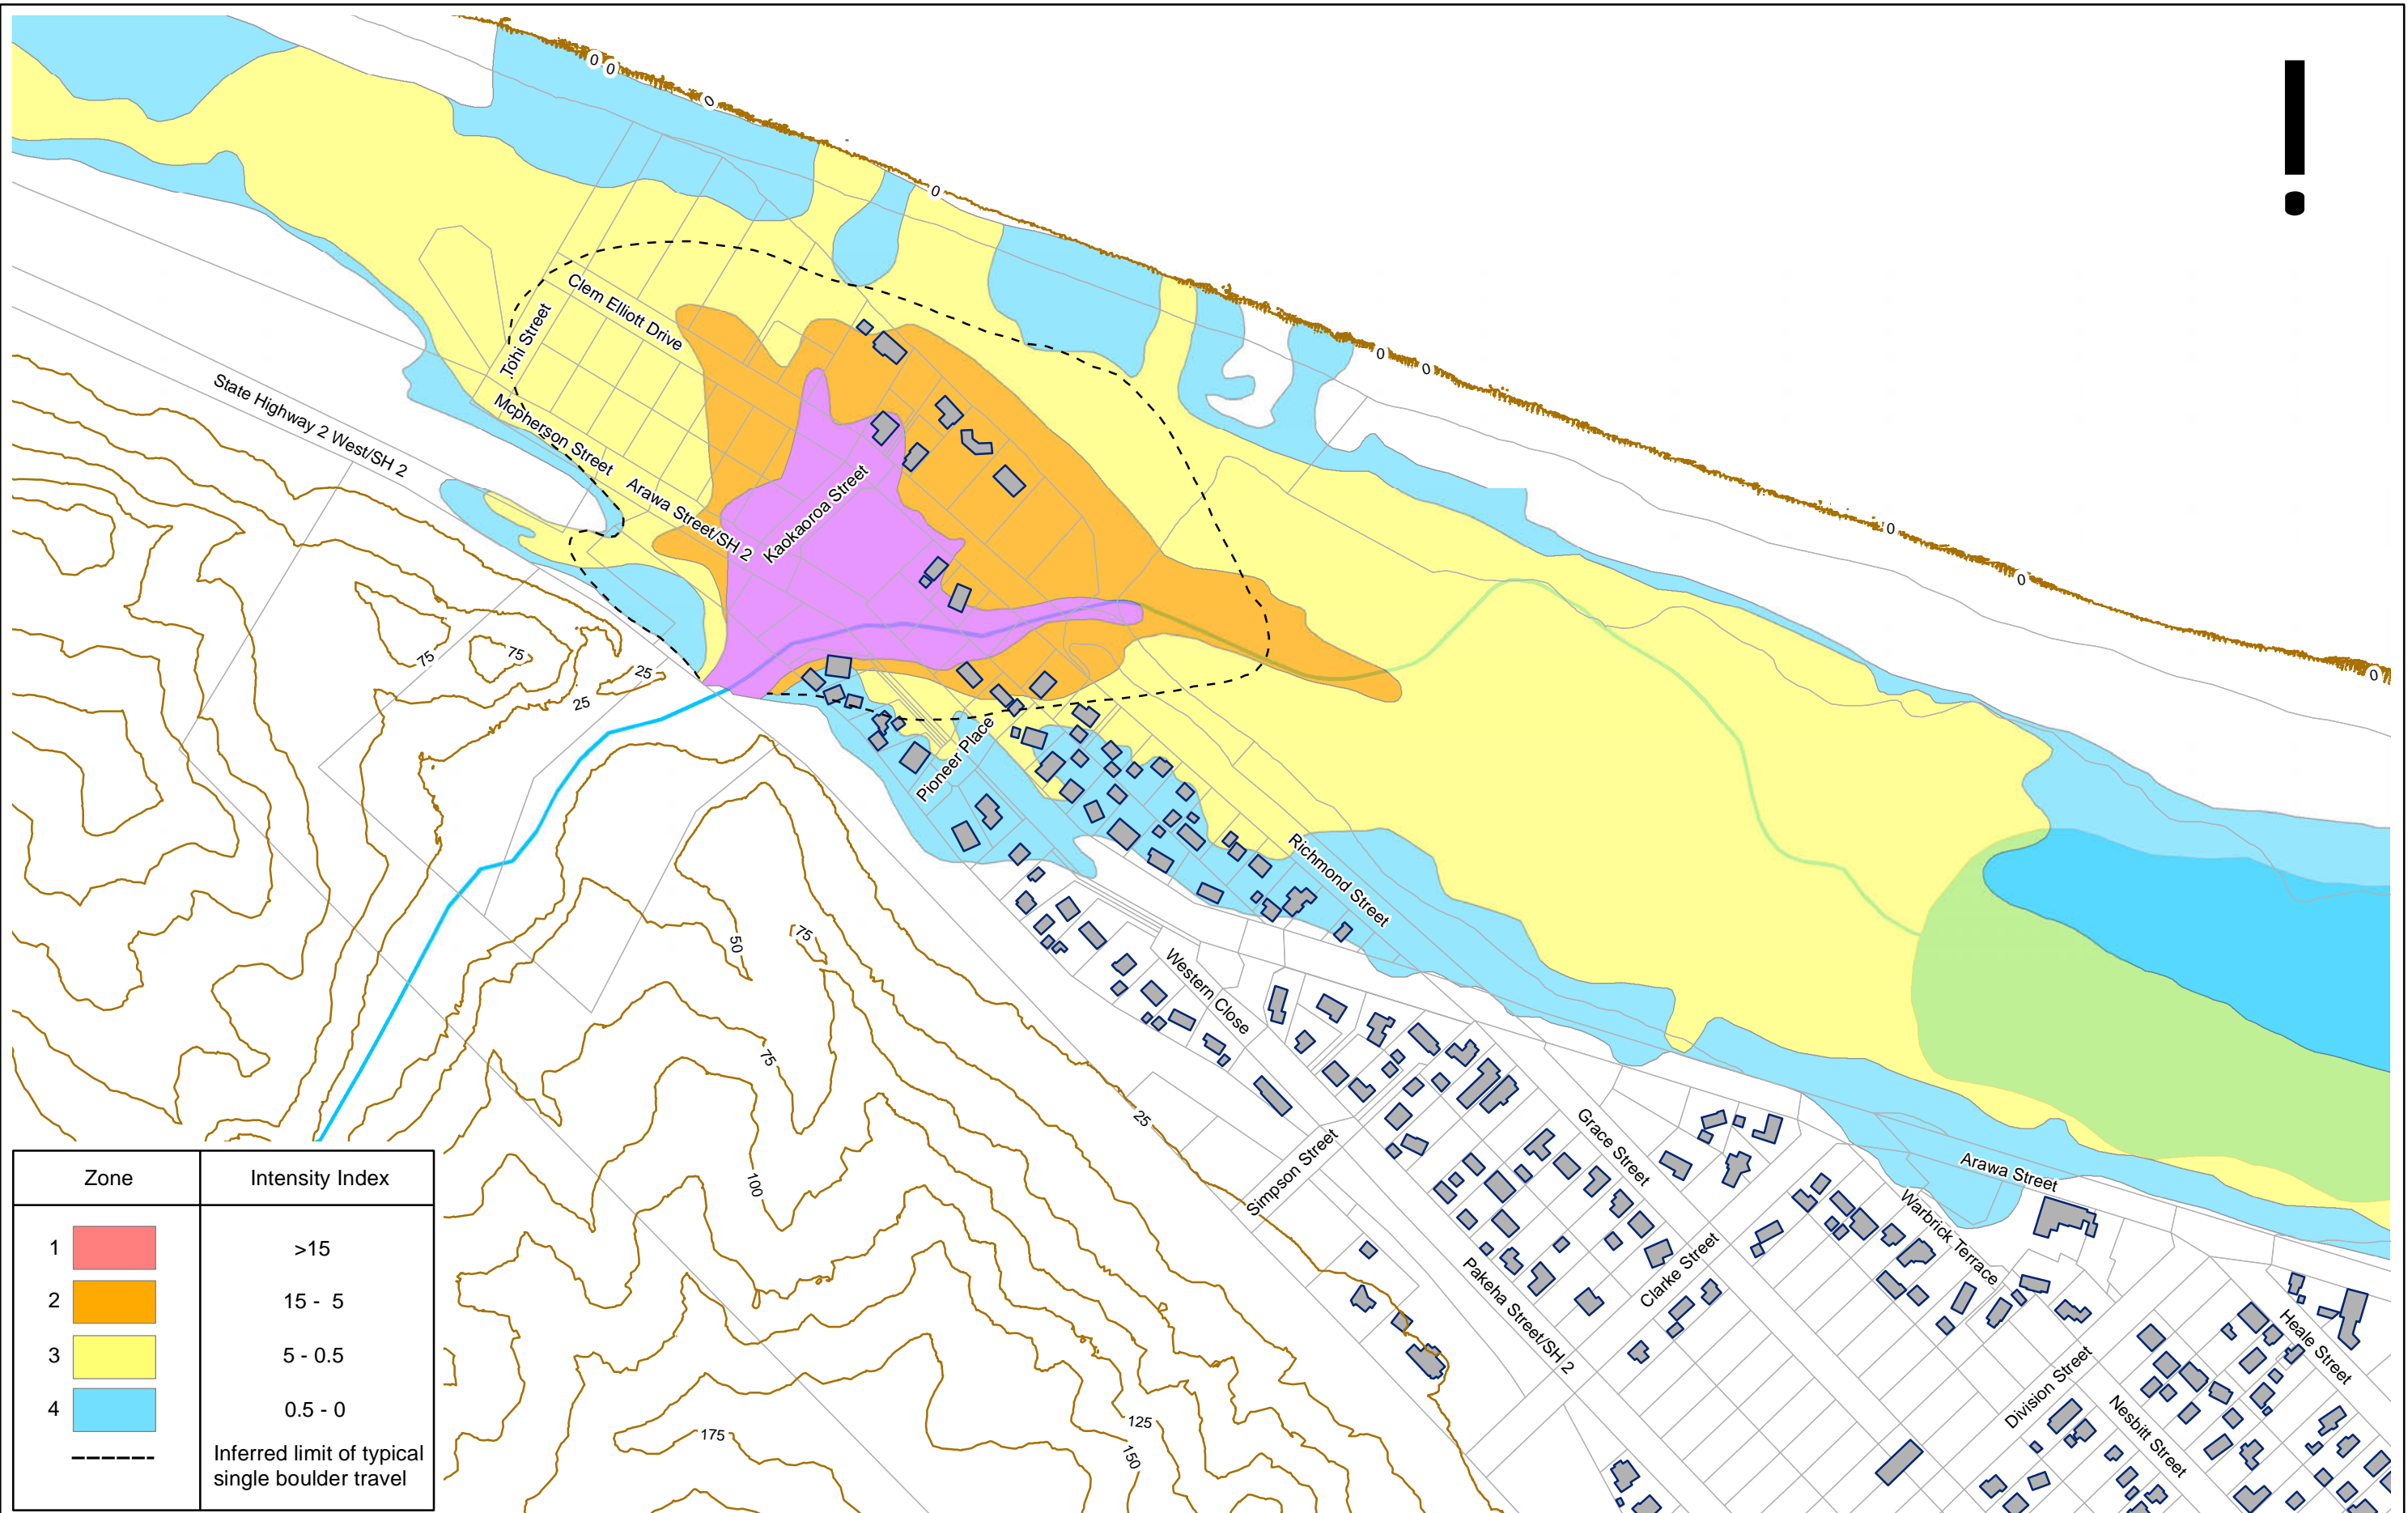 0 0
0
0
0
0
0
0
0
!
Clem Elliott Drive
Tohi Street
State Highway 2 West/SH 2
Mcpherson Street
Arawa Street/SH 2
Kaokaoroa Street
75
75
25
25
Pioneer Place
Richmond Street
50
75
Western Close
75
25
100
Simpson Street
Grace Street
Arawa Street
Warbrick Terrace
Clarke Street
Pakeha Street/SH 2
Heale Street
Division Street
Nesbitt Street
175
125
150
Zone
Intensity Index
1
>15
2
15 - 5
3
5 - 0.5
4
0.5 - 0
Inferred limit of typical
single boulder travel